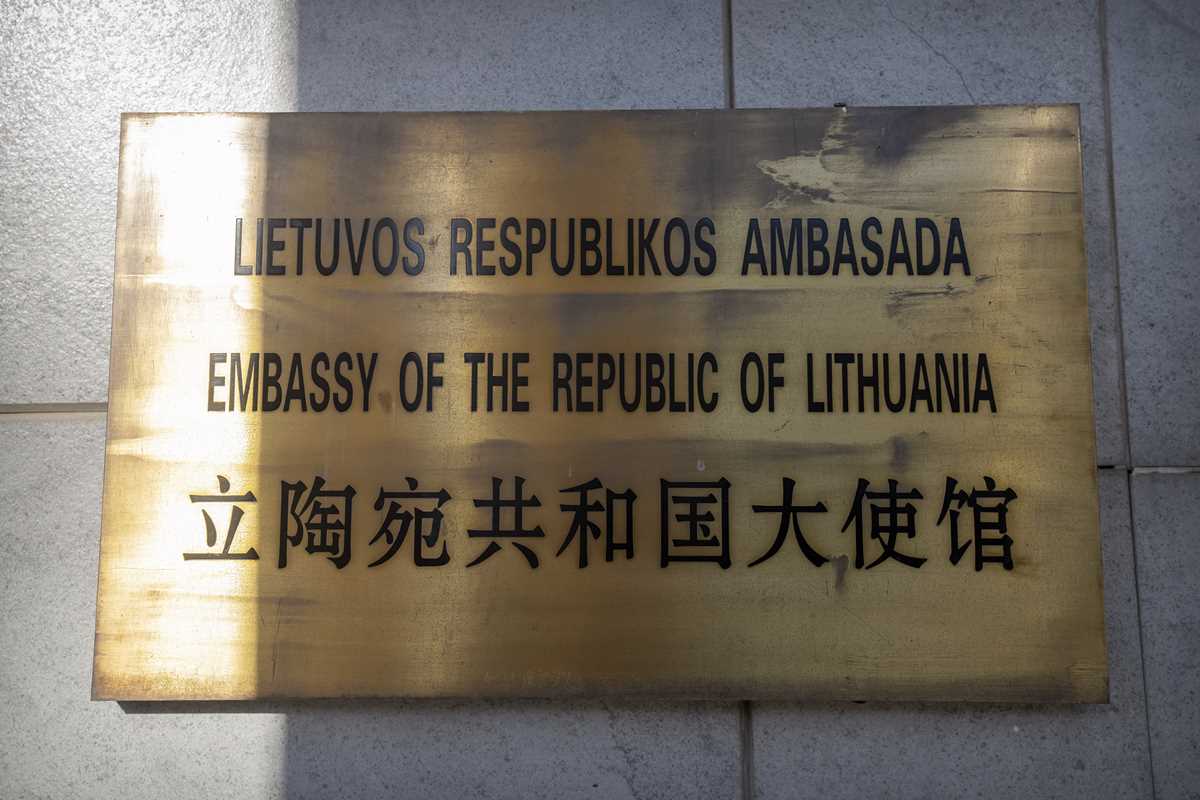 LIETUVOS RESPUBLIKOS AMBASADA
EMBASSY OF THE REPUBLIC OF LITHUANIA
立陶宛共和国大使馆